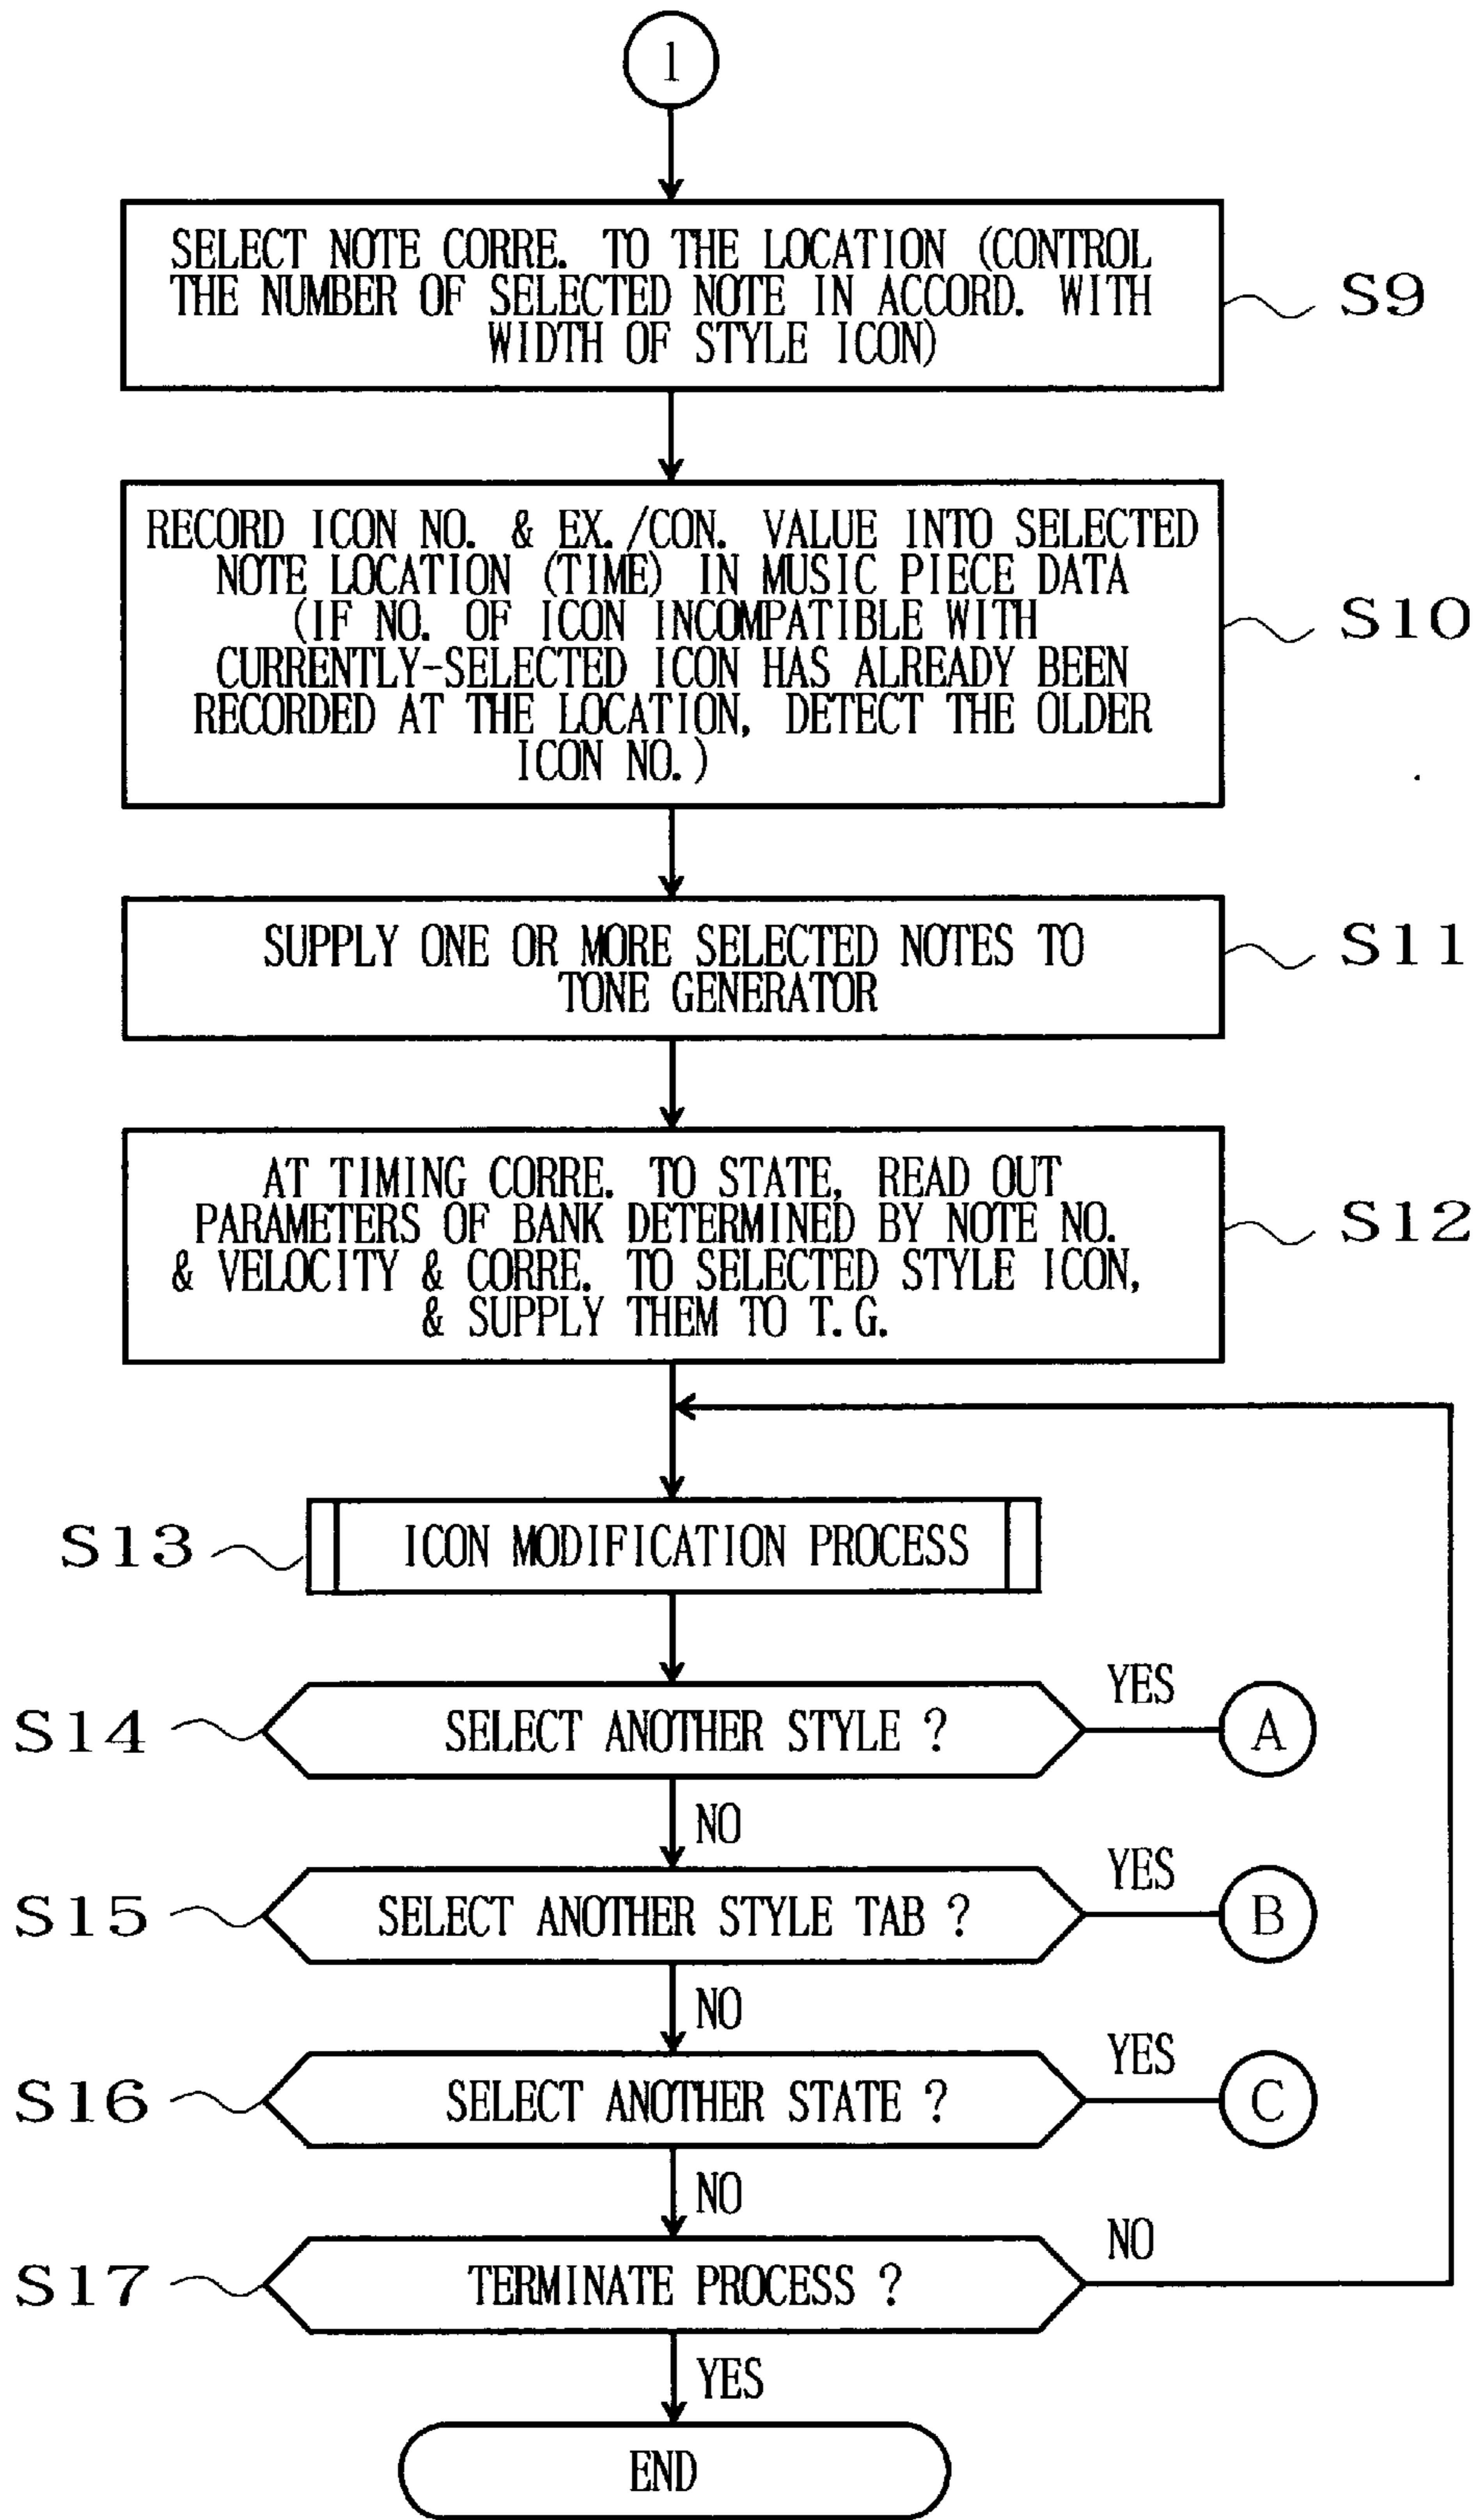 1
SELECT NOTE CORRE. TO THE LOCATION (CONTROL
THE NUMBER OF SELECTED NOTE IN ACCORD. WITH
WIDTH OF STYLE ICON)
S9
RECORD ICON NO. & EX./CON. VALUE INTO SELECTED
NOTE LOCATION (TIME) IN MUSIC PIECE DATA
(IF NO. OF ICON INCOMPATIBLE WITH
CURRENTLY-SELECTED ICON HAS ALREADY BEEN
RECORDED AT THE LOCATION, DETECT THE OLDER
ICON NO.)
S10
SUPPLY ONE OR MORE SELECTED NOTES TO
TONE GENERATOR
S11
AT TIMING CORRE. TO STATE, READ OUT
PARAMETERS OF BANK DETERMINED BY NOTE NO.
& VELOCITY & CORRE. TO SELECTED STYLE ICON,
& SUPPLY THEM TO T.G.
S12
S13
ICON MODIFICATION PROCESS
S14
SELECT ANOTHER STYLE ?
YES
A
NO
S15
SELECT ANOTHER STYLE TAB ?
YES
B
NO
S16
SELECT ANOTHER STATE ?
YES
C
NO
S17
TERMINATE PROCESS ?
NO
YES
END